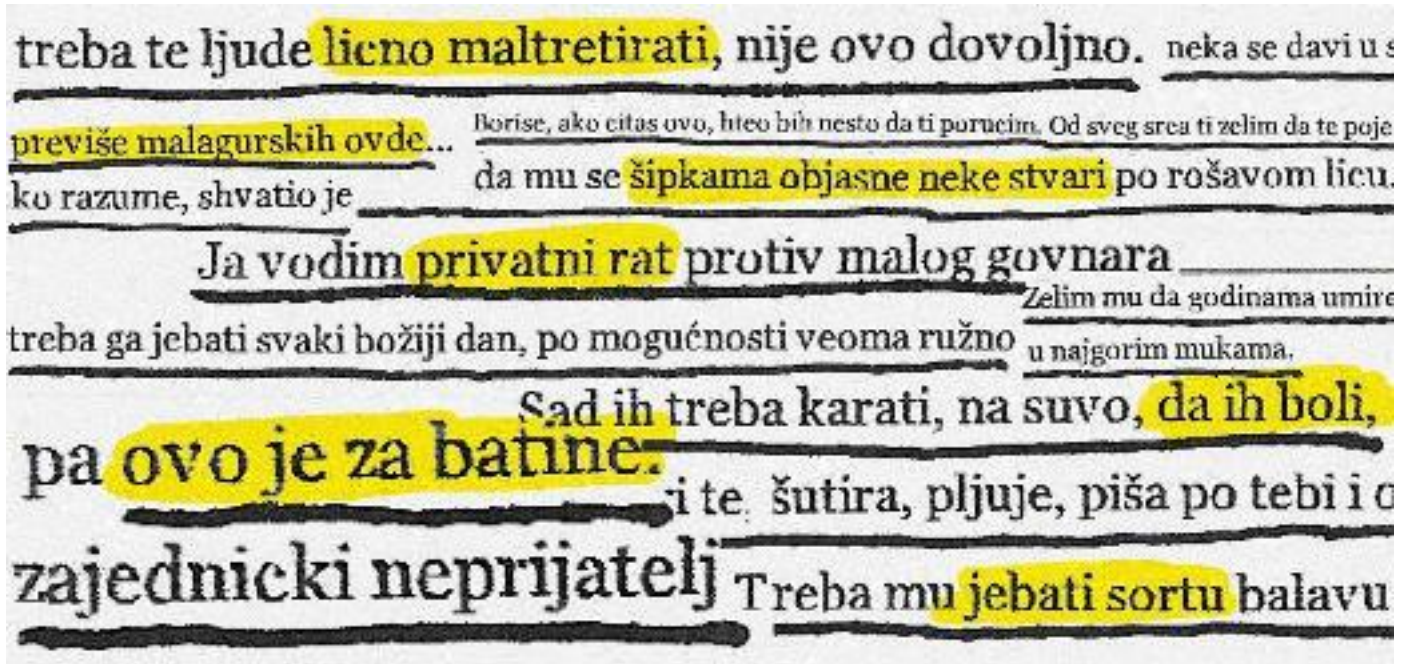 treba te ljude licno maltretirati, nije ovo dovoljno.
neka se davi u s
previše malagurskih ovde...
Borise, ako citas ovo, hteo bih nesto da ti porucim. Od sveg srca ti zelim da te poje
ko razume, shvatio je
da mu se šipkama objasne neke stvari po rošavom licu.
Ja vodim privatni rat protiv malog govnara
Zelim mu da godinama umire
u najgorim mukama.
treba ga jebati svaki božiji dan, po mogućnosti veoma ružno
Sad ih treba karati, na suvo, da ih boli,
pa ovo je za batine.
i te šutira, pljuje, piša po tebi i o
zajednicki neprijatelj
Treba mu jebati sortu balavu